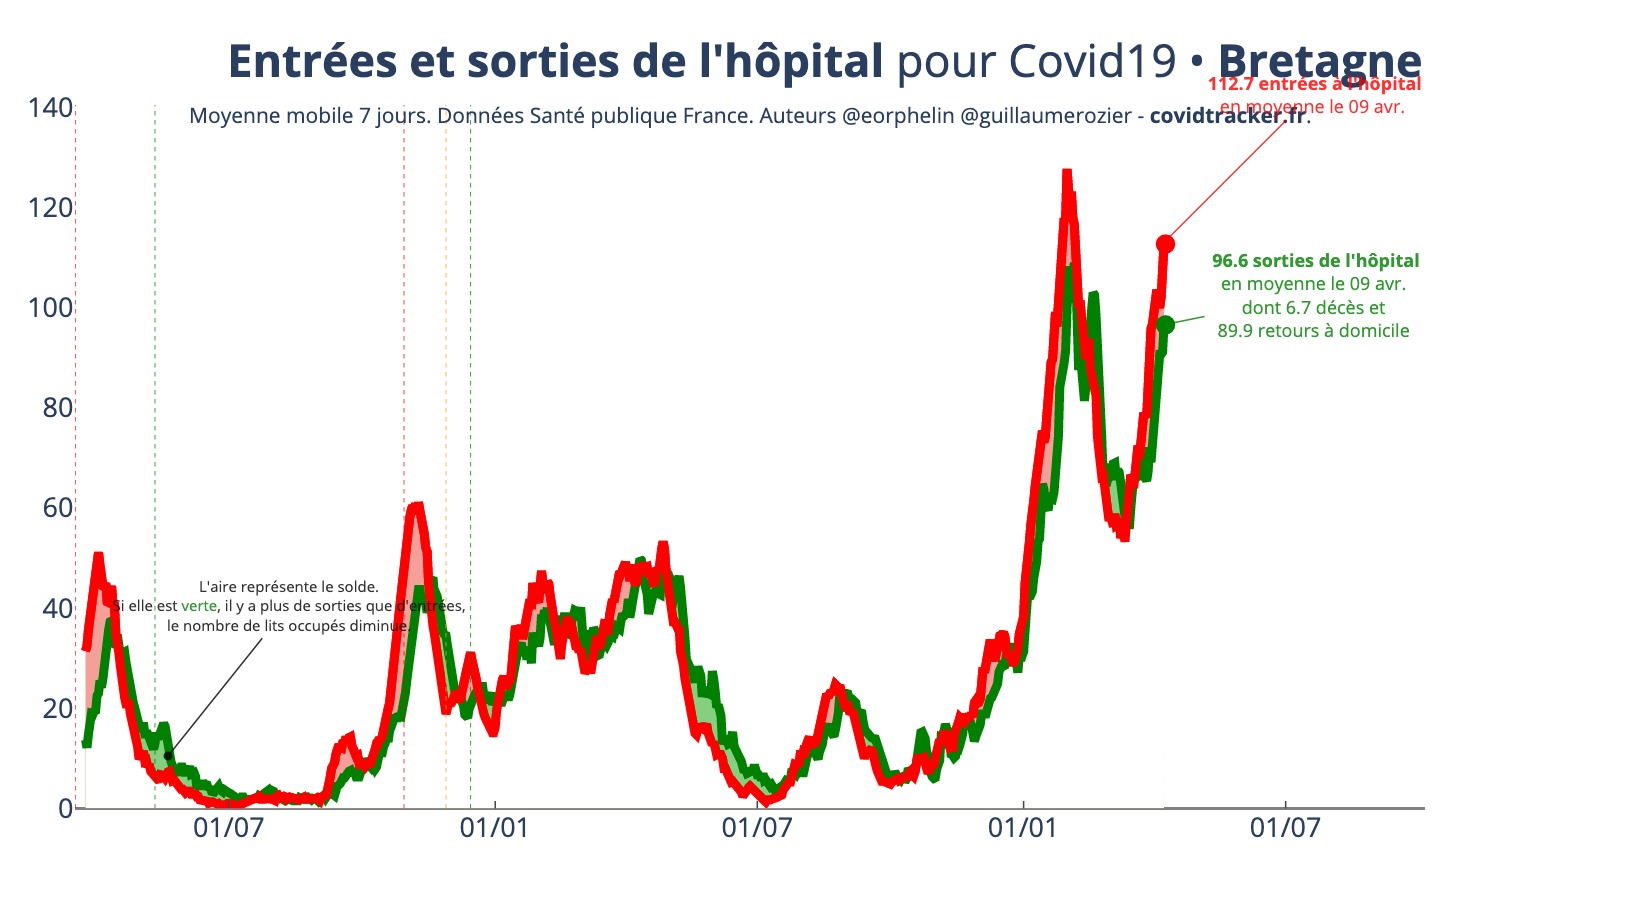 Entrées et sorties de l'hôpital pour Covid19 • Bretagne
112.7 entrées à l'hôpital
en moyenne le 09 avr.
Moyenne mobile 7 jours. Données Santé publique France. Auteurs @eorphelin @guillaumerozier - covidtracker.fr.
140
120
100
80
60
40
20
0
96.6 sorties de l'hôpital
en moyenne le 09 avr.
dont 6.7 décès et
89.9 retours à domicile
L'aire représente le solde.
Si elle est verte, il y a plus de sorties que d'entrées,
le nombre de lits occupés diminue.
01/07
01/01
01/07
01/01
01/07